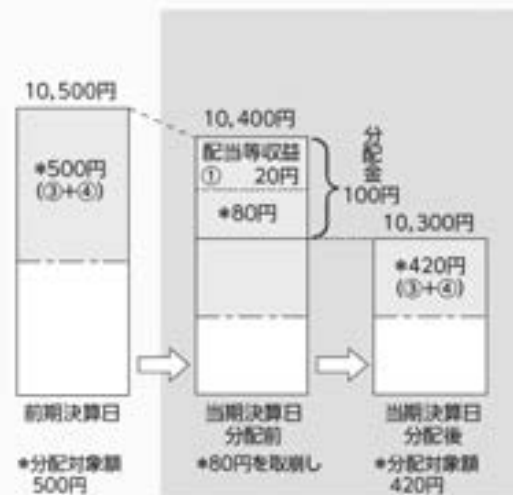 10,500円
*500円
(③+④)
前期決算日
*分配対象額
500円
10,400円
配当等収益
① 20円
*80円
分配金
100円
当期決算日
分配前
*80円を取崩し
10,300円
*420円
(③+④)
当期決算日
分配後
*分配対象額
420円